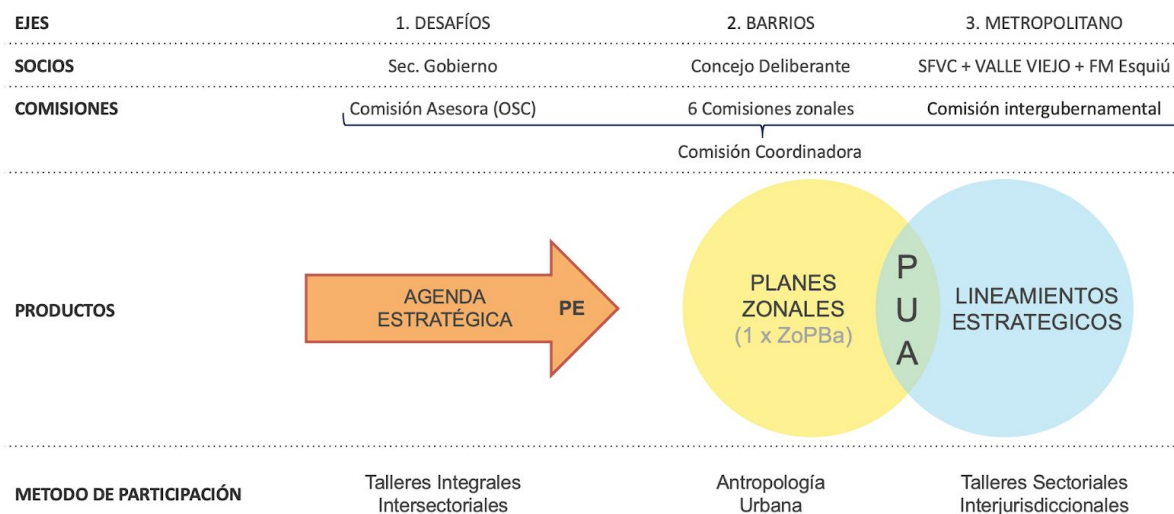 EJES 1. DESAFÍOS 2. BARRIOS 3. METROPOLITANO
SOCIOS Sec. Gobierno Concejo Deliberante SFVC + VALLE VIEJO + FM Esquiú
COMISIONES Comisión Asesora (OSC) 6 Comisiones zonales Comisión intergubernamental
Comisión Coordinadora
PRODUCTOS
AGENDA
ESTRATÉGICA
PE
PLANES
ZONALES
(1 x ZoPBa)
P
U
A
LINEAMIENTOS
ESTRATEGICOS
METODO DE PARTICIPACIÓN
Talleres Integrales
Intersectoriales
Antropología
Urbana
Talleres Sectoriales
Interjurisdiccionales